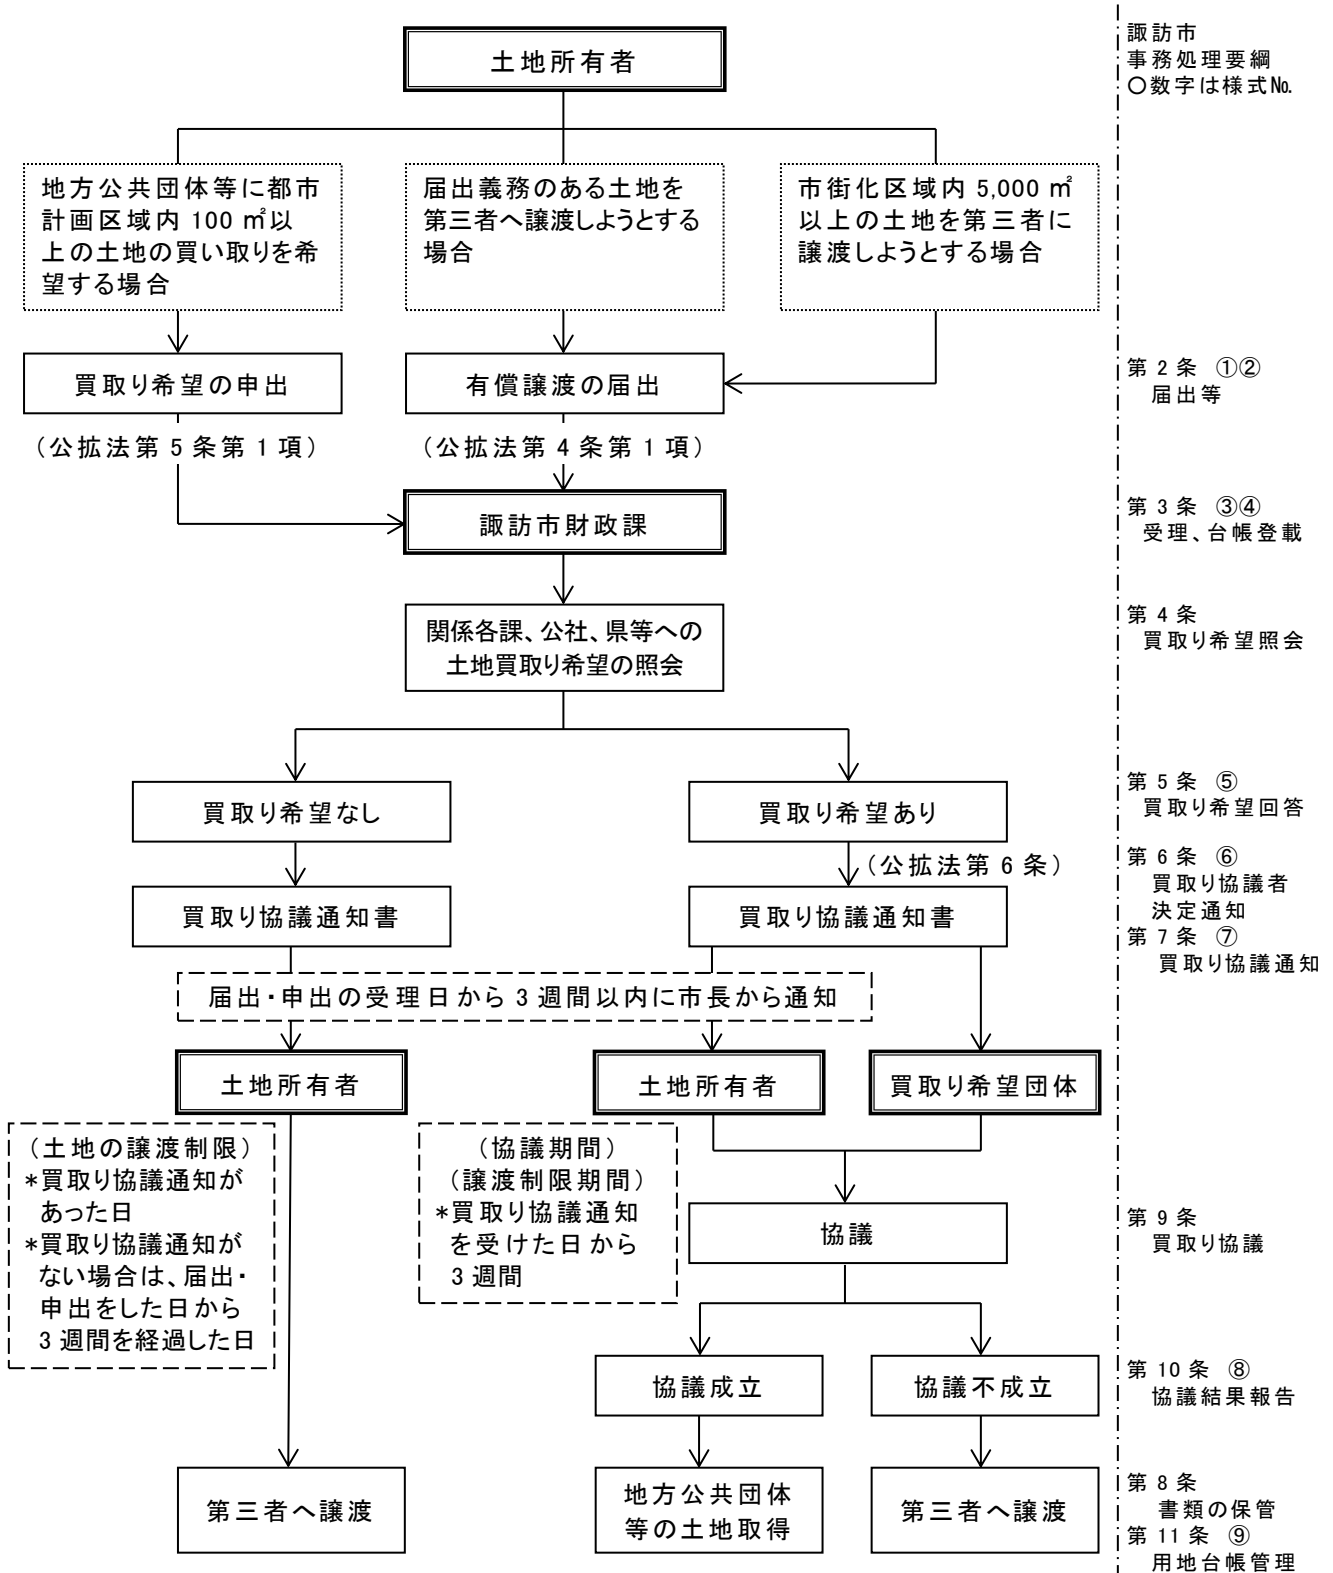 土地所有者
諏訪市
事務処理要綱
〇数字は様式№
地方公共団体等に都市
計画区域内 100 ㎡以
上の土地の買い取りを希
望する場合
届出義務のある土地を
第三者へ譲渡しようとする
場合
市街化区域内 5,000 ㎡
以上の土地を第三者に
譲渡しようとする場合
買取り希望の申出
有償譲渡の届出
第 2 条 ①②
届出等
（公拡法第 5 条第 1 項）
（公拡法第 4 条第 1 項）
諏訪市財政課
第 3 条 ③④
受理、台帳登載
関係各課、公社、県等への
土地買取り希望の照会
第 4 条
買取り希望照会
買取り希望なし
買取り希望あり
第 5 条 ⑤
買取り希望回答
（公拡法第 6 条）
第 6 条 ⑥
買取り協議者
決定通知
買取り協議通知書
買取り協議通知書
第 7 条 ⑦
買取り協議通知
届出・申出の受理日から 3 週間以内に市長から通知
土地所有者
土地所有者
買取り希望団体
（土地の譲渡制限）
*買取り協議通知が
あった日
*買取り協議通知が
ない場合は、届出・
申出をした日から
3 週間を経過した日
（協議期間）
（譲渡制限期間）
*買取り協議通知
を受けた日から
3 週間
協議
第 9 条
買取り協議
協議成立
協議不成立
第 10 条 ⑧
協議結果報告
第三者へ譲渡
地方公共団体
等の土地取得
第三者へ譲渡
第 8 条
書類の保管
第 11 条 ⑨
用地台帳管理